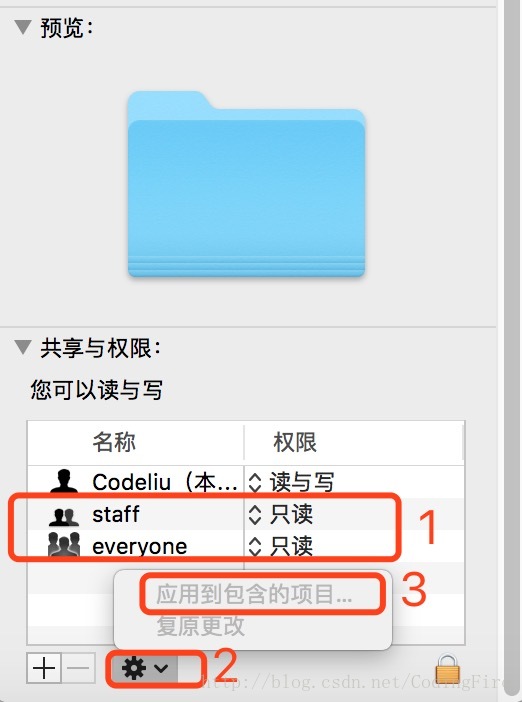 预览：
共享与权限：
您可以读与写
名称 权限
Codeliu（本... 读与写
staff 只读
everyone 只读
1
应用到包含的项目...
3
复原更改
2
http://blog.csdn.net/CodingFire